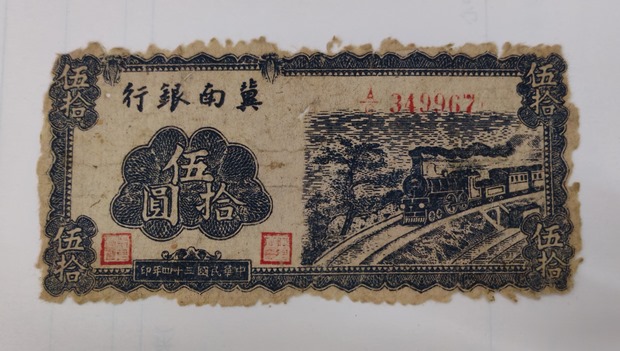 冀南銀行
A 349967
伍拾圓
中華民國三十四年印
伍拾
伍拾
伍拾
伍拾